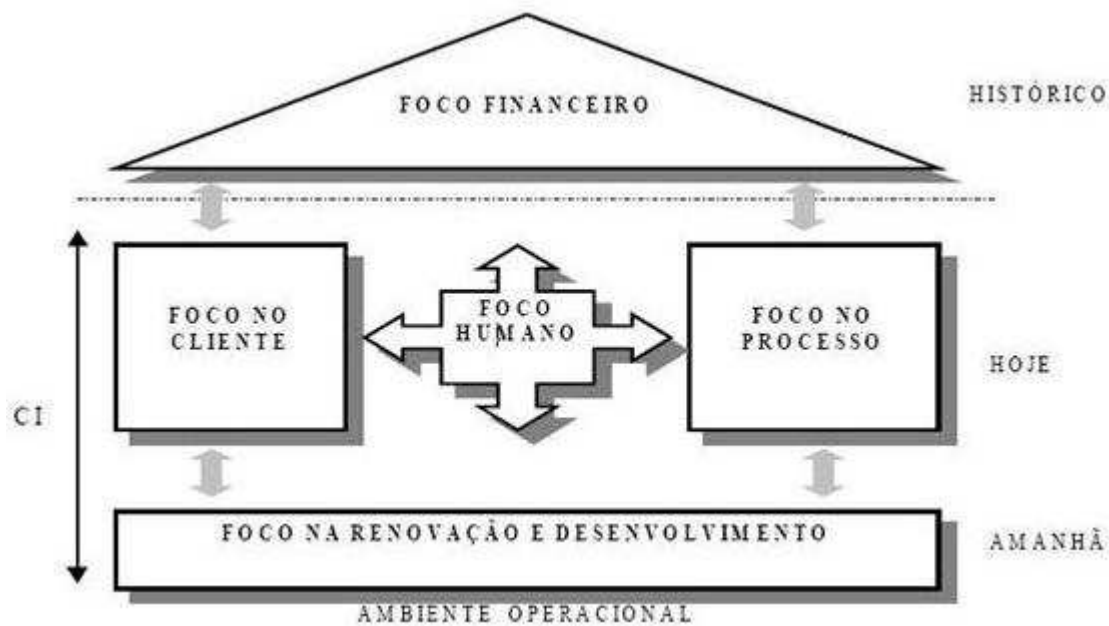 FOCO FINANCEIRO
HISTÓRICO
FOCO NO
CLIENTE
FOCO
HUMANO
FOCO NO
PROCESSO
HOJE
CI
FOCO NA RENOVAÇÃO E DESENVOLVIMENTO
AMANHÃ
AMBIENTE OPERACIONAL